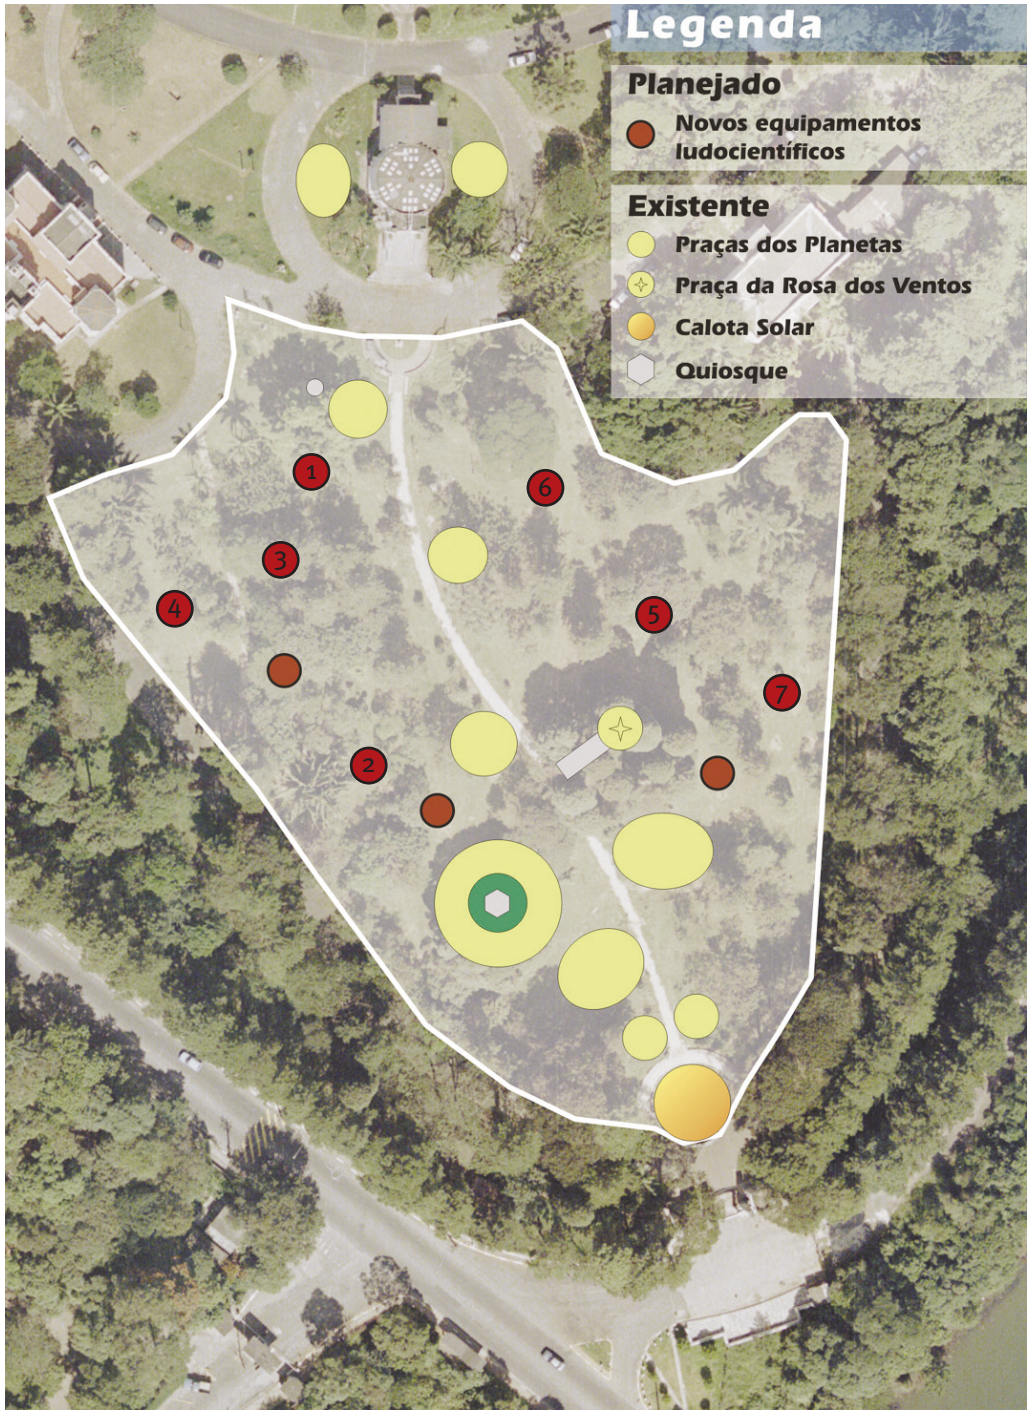 Legenda
Planejado
Novos equipamentos
ludocientíficos
Existente
Praças dos Planetas
Praça da Rosa dos Ventos
Calota Solar
Quiosque
1
6
3
4
5
7
2